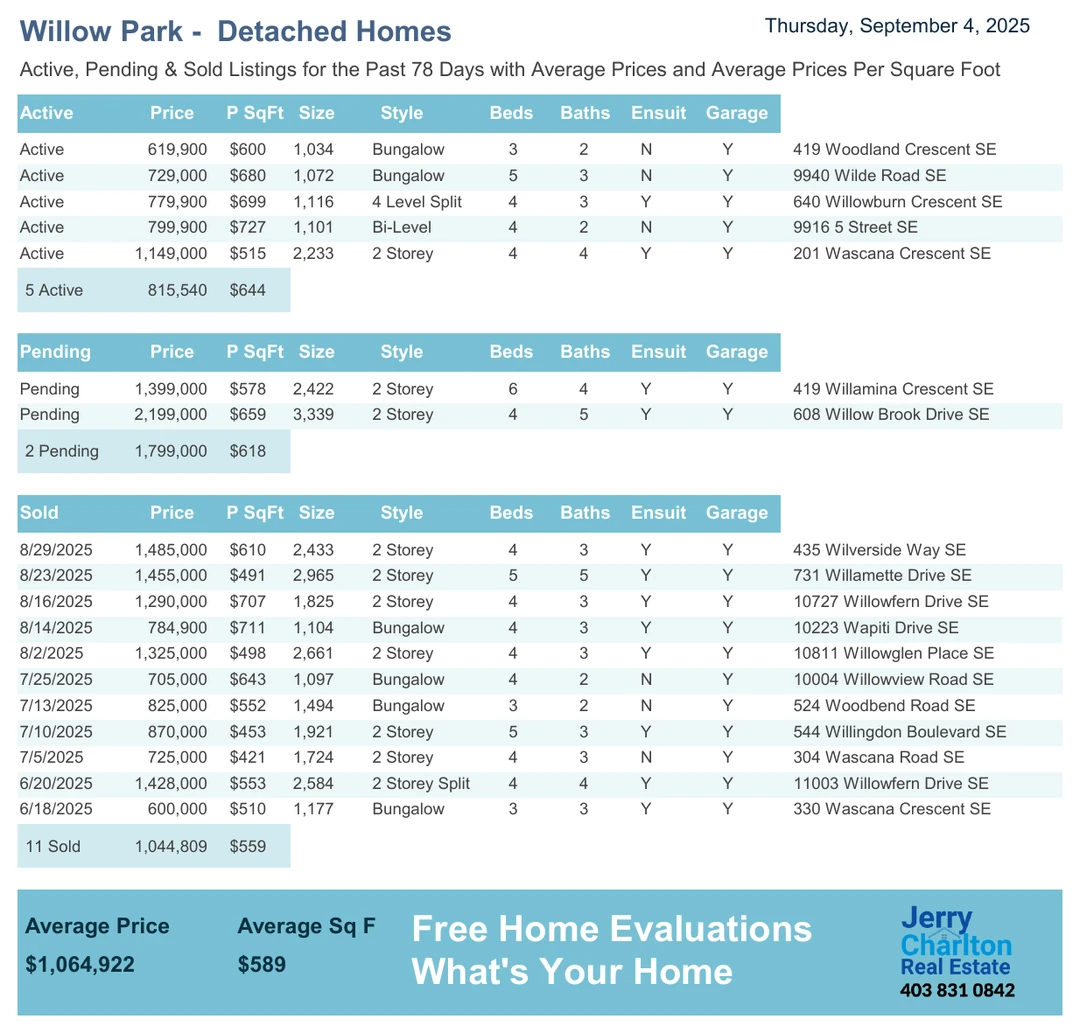 Willow Park -  Detached Homes
Thursday, September 4, 2025
Active, Pending & Sold Listings for the Past 78 Days with Average Prices and Average Prices Per Square Foot
Active Price P SqFt Size Style Beds Baths Ensuit Garage
Active 619,900 $600 1,034 Bungalow 3 2 N Y 419 Woodland Crescent SE
Active 729,000 $680 1,072 Bungalow 5 3 N Y 9940 Wilde Road SE
Active 779,900 $699 1,116 4 Level Split 4 3 Y Y 640 Willowburn Crescent SE
Active 799,900 $727 1,101 Bi-Level 4 2 N Y 9916 5 Street SE
Active 1,149,000 $515 2,233 2 Storey 4 4 Y Y 201 Wascana Crescent SE
5 Active 815,540 $644
Pending Price P SqFt Size Style Beds Baths Ensuit Garage
Pending 1,399,000 $578 2,422 2 Storey 6 4 Y Y 419 Willamina Crescent SE
Pending 2,199,000 $659 3,339 2 Storey 4 5 Y Y 608 Willow Brook Drive SE
2 Pending 1,799,000 $618
Sold Price P SqFt Size Style Beds Baths Ensuit Garage
8/29/2025 1,485,000 $610 2,433 2 Storey 4 3 Y Y 435 Wilverside Way SE
8/23/2025 1,455,000 $491 2,965 2 Storey 5 5 Y Y 731 Willamette Drive SE
8/16/2025 1,290,000 $707 1,825 2 Storey 4 3 Y Y 10727 Willowfern Drive SE
8/14/2025 784,900 $711 1,104 Bungalow 4 3 Y Y 10223 Wapiti Drive SE
8/2/2025 1,325,000 $498 2,661 2 Storey 4 3 Y Y 10811 Willowglen Place SE
7/25/2025 705,000 $643 1,097 Bungalow 4 2 N Y 10004 Willowview Road SE
7/13/2025 825,000 $552 1,494 Bungalow 3 2 N Y 524 Woodbend Road SE
7/10/2025 870,000 $453 1,921 2 Storey 5 3 Y Y 544 Willingdon Boulevard SE
7/5/2025 725,000 $421 1,724 2 Storey 4 3 N Y 304 Wascana Road SE
6/20/2025 1,428,000 $553 2,584 2 Storey Split 4 4 Y Y 11003 Willowfern Drive SE
6/18/2025 600,000 $510 1,177 Bungalow 3 3 Y Y 330 Wascana Crescent SE
11 Sold 1,044,809 $559
Average Price Average Sq F
$1,064,922 $589
Free Home Evaluations
What's Your Home
Jerry
Charlton
Real Estate
403 831 0842